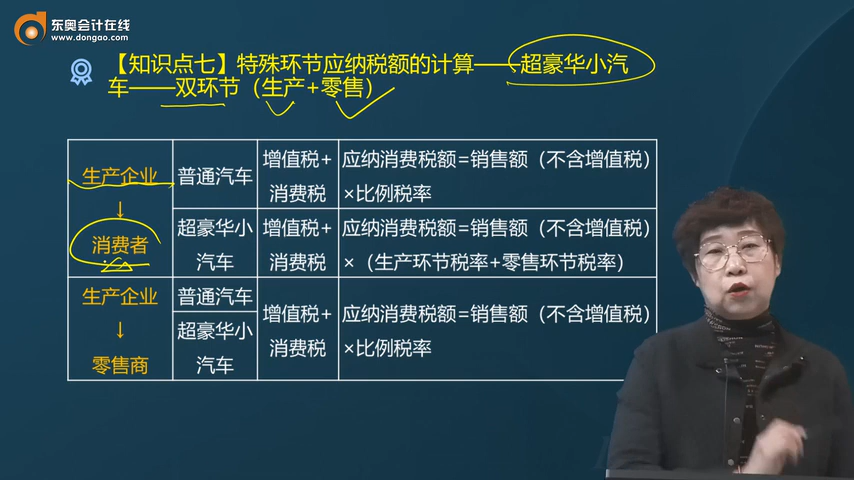 东奥会计在线
www.dongao.com
【知识点七】特殊环节应纳税额的计算——超豪华小汽
车——双环节（生产+零售）
生产企业
↓
消费者
普通汽车
增值税+
消费税
应纳消费税额=销售额（不含增值税）
×比例税率
超豪华小
汽车
增值税+
消费税
应纳消费税额=销售额（不含增值税）
×（生产环节税率+零售环节税率）
生产企业
↓
零售商
普通汽车
超豪华小
汽车
增值税+
消费税
应纳消费税额=销售额（不含增值税）
×比例税率